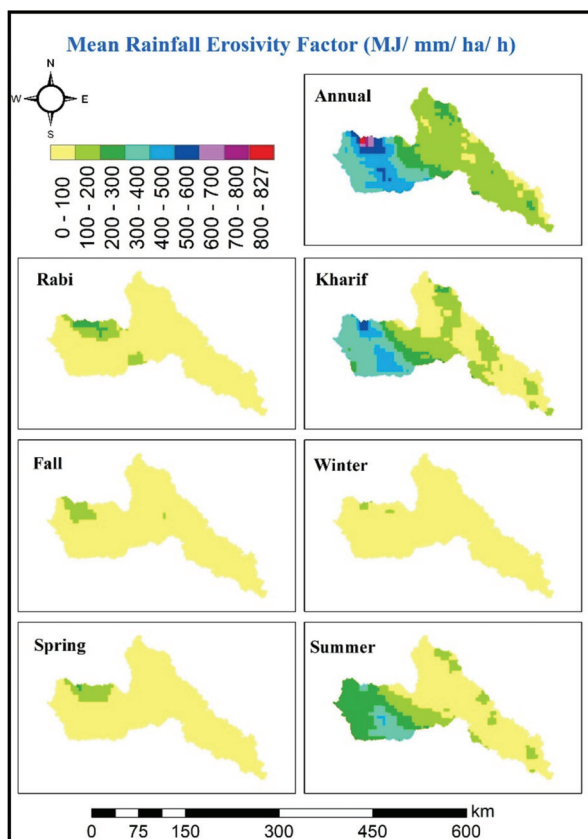 Mean Rainfall Erosivity Factor (MJ/ mm/ ha/ h)
N
W E
S
0 - 100
100 - 200
200 - 300
300 - 400
400 - 500
500 - 600
600 - 700
700 - 800
800 - 827
Annual
Rabi
Kharif
Fall
Winter
Spring
Summer
km
0 75 150 300 450 600